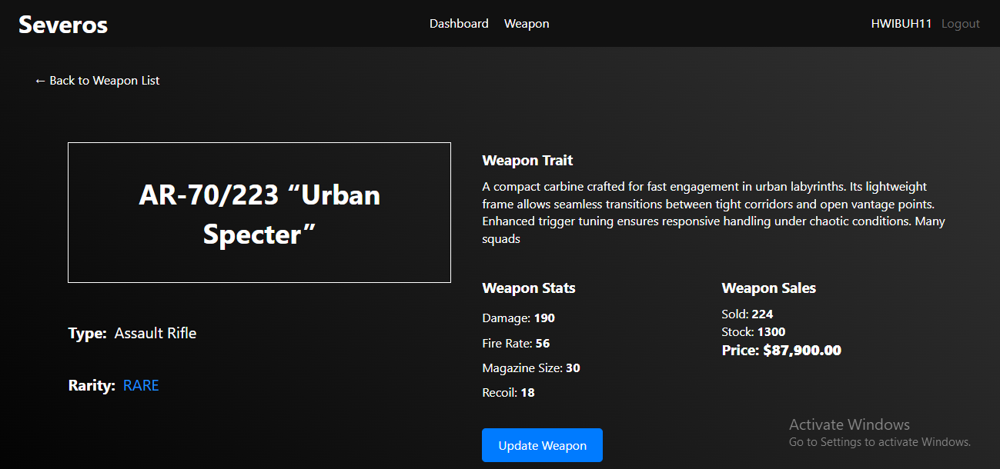 Severos
Dashboard Weapon
HWIBUH11 Logout
← Back to Weapon List
AR-70/223 “Urban
Specter”
Type: Assault Rifle
Rarity: RARE
Weapon Trait
A compact carbine crafted for fast engagement in urban labyrinths. Its lightweight
frame allows seamless transitions between tight corridors and open vantage points.
Enhanced trigger tuning ensures responsive handling under chaotic conditions. Many
squads
Weapon Stats
Damage: 190
Fire Rate: 56
Magazine Size: 30
Recoil: 18
Weapon Sales
Sold: 224
Stock: 1300
Price: $87,900.00
Update Weapon
Activate Windows
Go to Settings to activate Windows.